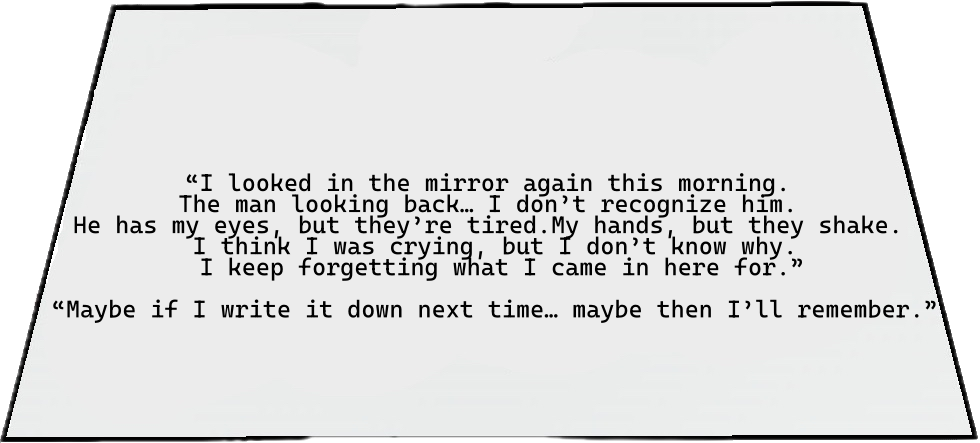 “I looked in the mirror again this morning.
The man looking back… I don’t recognize him.
He has my eyes, but they’re tired.My hands, but they shake.
I think I was crying, but I don’t know why.
I keep forgetting what I came in here for.”
“Maybe if I write it down next time… maybe then I’ll remember.”